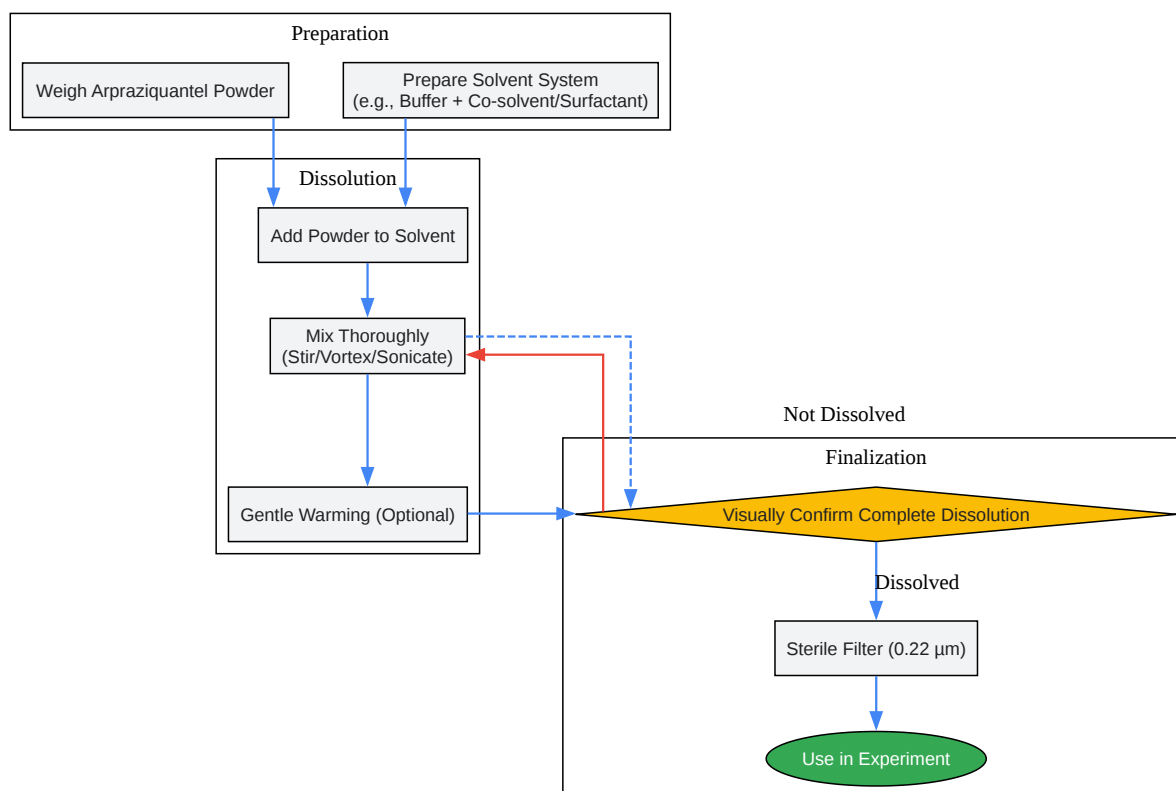 Preparation
Weigh Arpraziquantel Powder
Prepare Solvent System
(e.g., Buffer + Co-solvent/Surfactant)
Dissolution
Add Powder to Solvent
Mix Thoroughly
(Stir/Vortex/Sonicate)
Gentle Warming (Optional)
Not Dissolved
Finalization
Visually Confirm Complete Dissolution
Dissolved
Sterile Filter (0.22 µm)
Use in Experiment